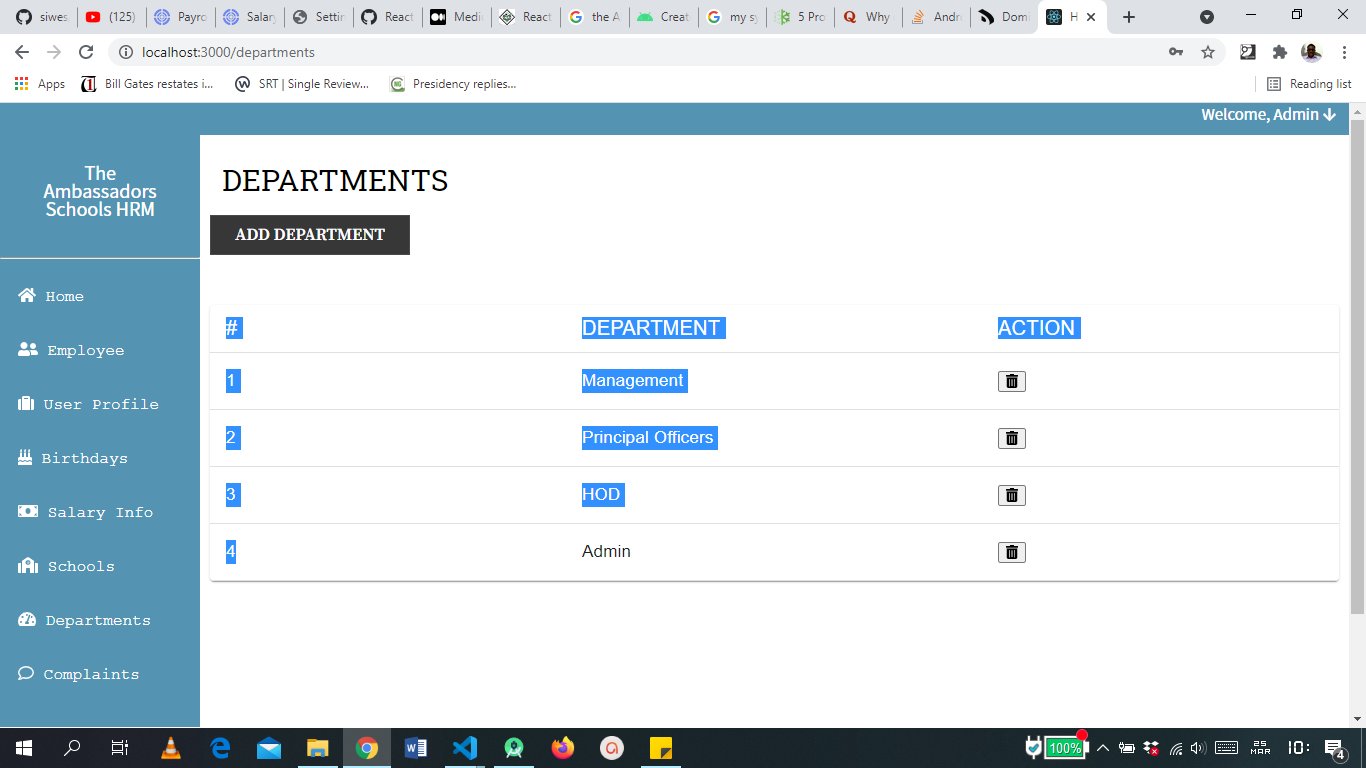 siwes
(125)
Payro
Salary
Settin
React
Medi
React
the A
Creat
my sy
5 Pro
Why
Andro
Dom
H
localhost:3000/departments
Apps
Bill Gates restates i...
SRT | Single Review...
Presidency replies...
Reading list
Welcome, Admin
The
Ambassadors
Schools HRM
Home
Employee
User Profile
Birthdays
Salary Info
Schools
Departments
Complaints
DEPARTMENTS
ADD DEPARTMENT
# DEPARTMENT ACTION
1 Management
2 Principal Officers
3 HOD
4 Admin
100%
25
MAR
10:
4